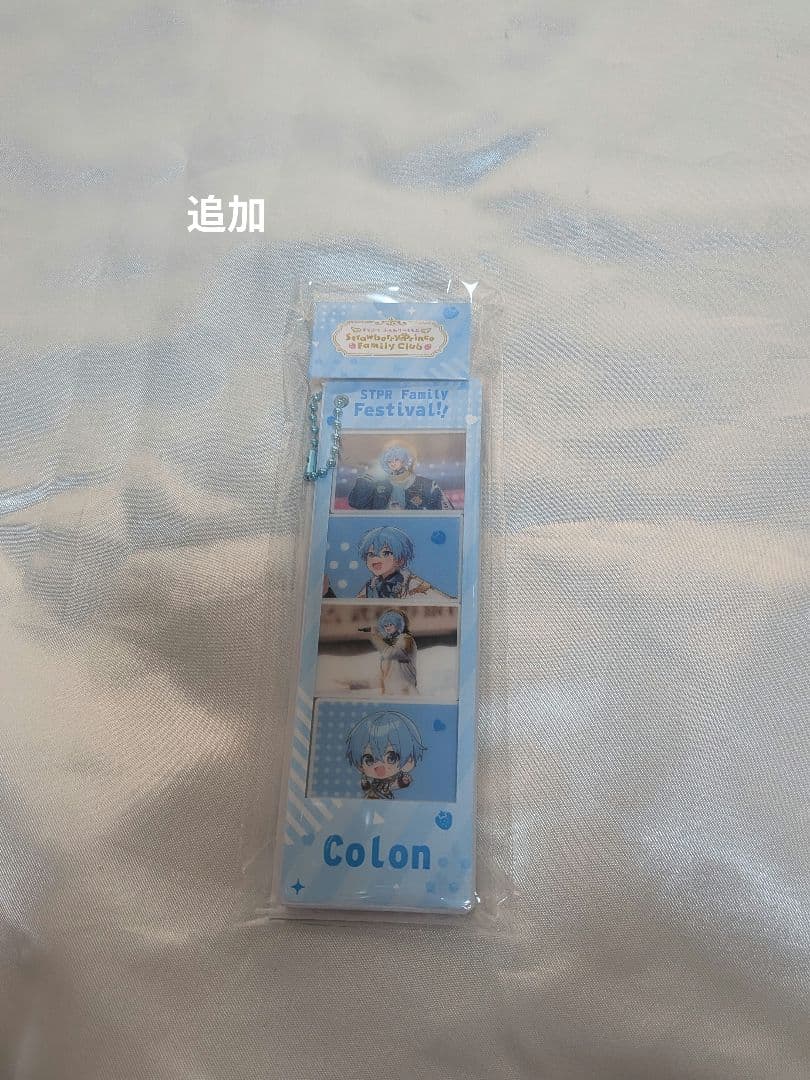 追加
Strawberry Prince
Family Club
STPR Family
Festival!!
Colon